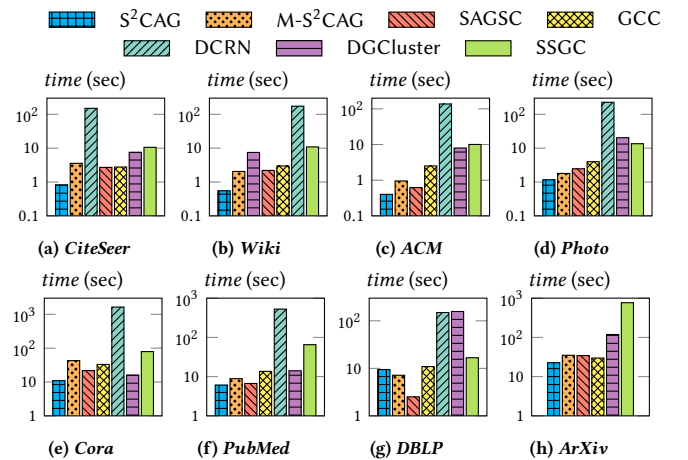 S²CAG M-S²CAG SAGSC GCC
DCRN DGCluster SSGC
time (sec) time (sec) time (sec) time (sec)
10² 10² 10² 10²
10 10 10 10
1 1 1 1
0.1 0.1 0.1 0.1
(a) CiteSeer (b) Wiki (c) ACM (d) Photo
time (sec) time (sec) time (sec) time (sec)
10³ 10³ 10² 10³
10² 10² 10 10²
10 10 1 10
1 1 1
(e) Cora (f) PubMed (g) DBLP (h) ArXiv